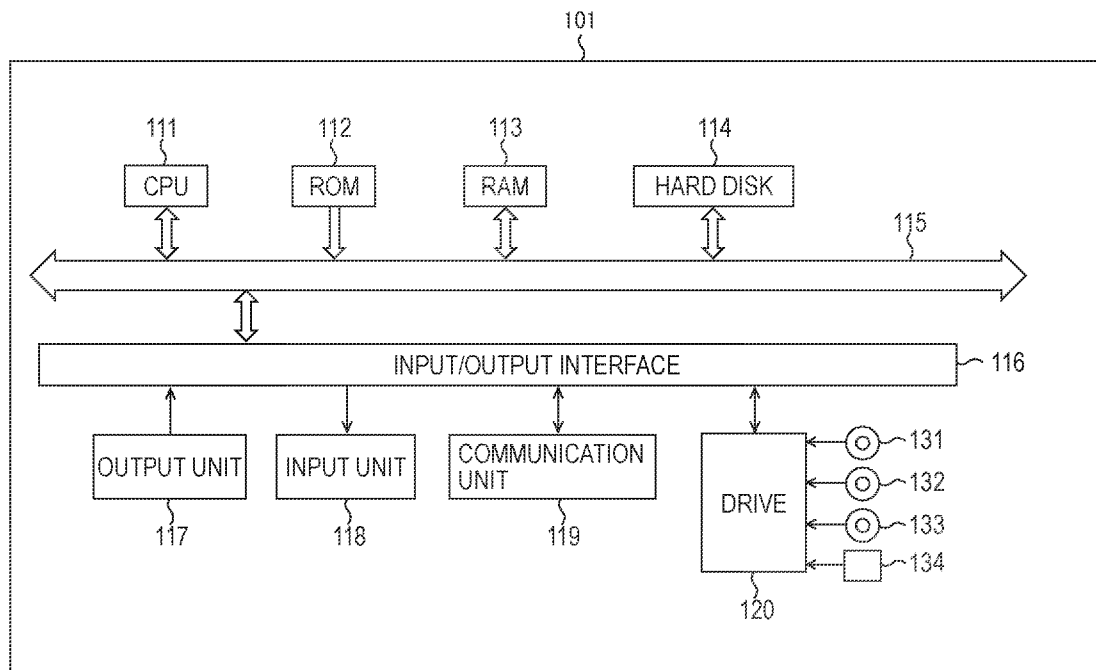 101
111
112
113
114
CPU
ROM
RAM
HARD DISK
115
INPUT/OUTPUT INTERFACE
116
OUTPUT UNIT
INPUT UNIT
COMMUNICATION
UNIT
DRIVE
131
132
133
134
117
118
119
120